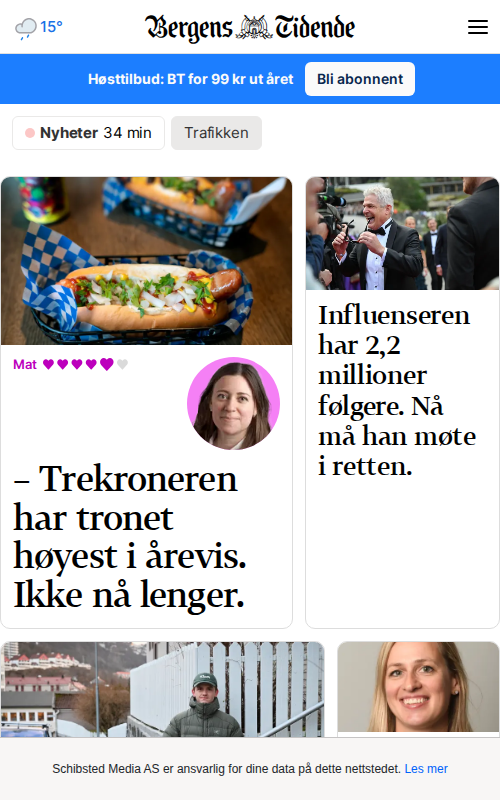 15°
Bergens Tidende
Høsttilbud: BT for 99 kr ut året
Bli abonnent
Nyheter 34 min
Trafikken
Mat
– Trekroneren
har tronet
høyest i årevis.
Ikke nå lenger.
Influenseren
har 2,2
millioner
følgere. Nå
må han møte
i retten.
Schibsted Media AS er ansvarlig for dine data på dette nettstedet. Les mer